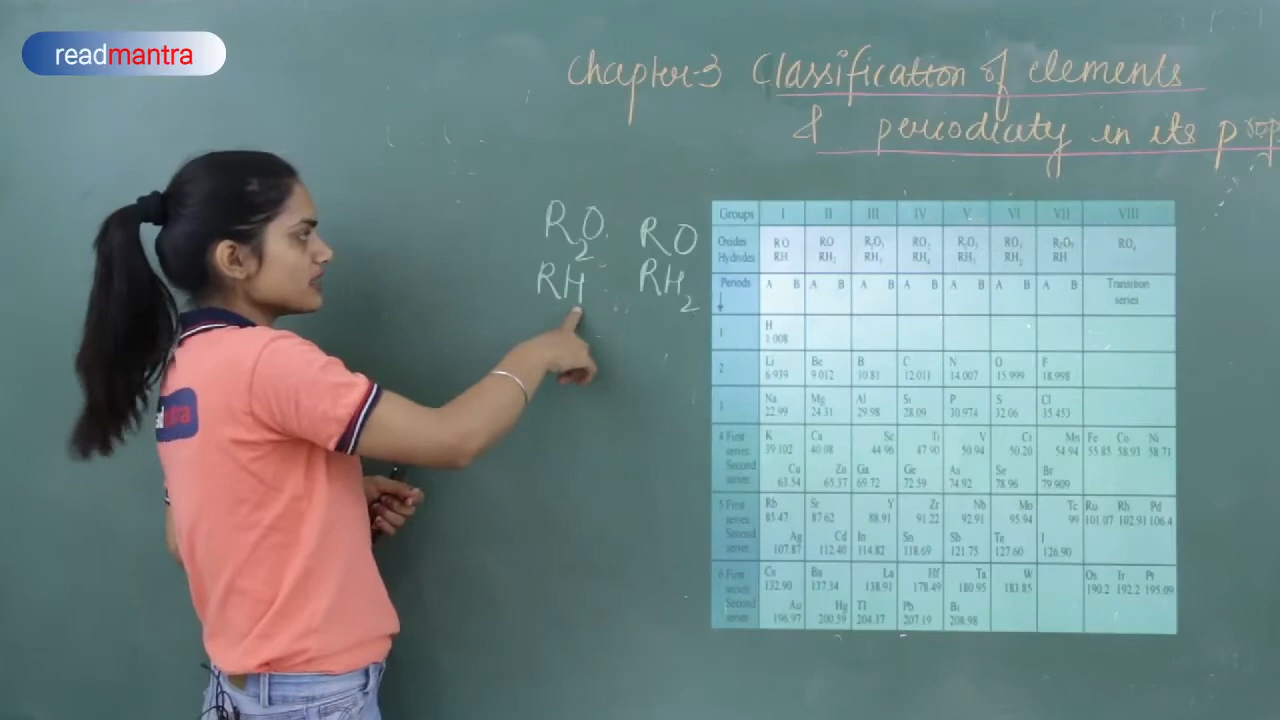 readmantra
Chapter-3 Classification of elements
& periodicity in its prop
R2O RO
RH RH2
Groups I II III IV V VI VII VIII
Oxides RO RO R2O3 RO2 R2O5 RO3 R2O7 RO4
Hydrides RH RH2 RH3 RH4 RH3 RH2 RH
Periods A B A B A B A B A B A B A B Transition
↓ series
1 H
1.008
2 Li Be B C N O F
6.939 9.012 10.81 12.011 14.007 15.999 18.998
3 Na Mg Al Si P S Cl
22.99 24.31 29.98 28.09 30.974 32.06 35.453
4 First K Ca Sc Ti V Cr Mn Fe Co Ni
series: 39.102 40.08 44.96 47.90 50.94 50.20 54.94 55.85 58.93 58.71
Second Cu Zn Ga Ge As Se Br
series: 63.54 65.37 69.72 72.59 74.92 78.96 79.909
5 First Rb Sr Y Zr Nb Mo Tc Ru Rh Pd
series: 85.47 87.62 88.91 91.22 92.91 95.94 99 101.07 102.91 106.4
Second Ag Cd In Sn Sb Te I
series: 107.87 112.40 114.82 118.69 121.75 127.60 126.90
6 First Cs Ba La Hf Ta W Os Ir Pt
series: 132.90 137.34 138.91 178.49 180.95 183.85 190.2 192.2 195.09
Second Au Hg Tl Pb Bi
series: 196.97 200.59 204.37 207.19 208.98